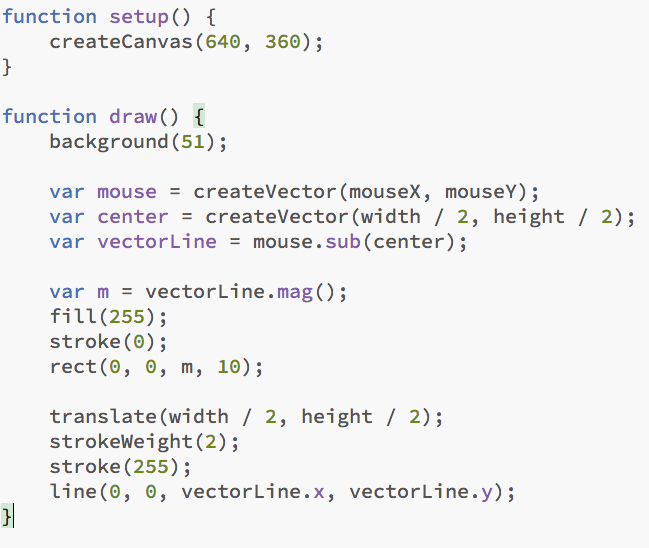 function setup() {
    createCanvas(640, 360);
}

function draw() {
    background(51);

    var mouse = createVector(mouseX, mouseY);
    var center = createVector(width / 2, height / 2);
    var vectorLine = mouse.sub(center);

    var m = vectorLine.mag();
    fill(255);
    stroke(0);
    rect(0, 0, m, 10);

    translate(width / 2, height / 2);
    strokeWeight(2);
    stroke(255);
    line(0, 0, vectorLine.x, vectorLine.y);
}